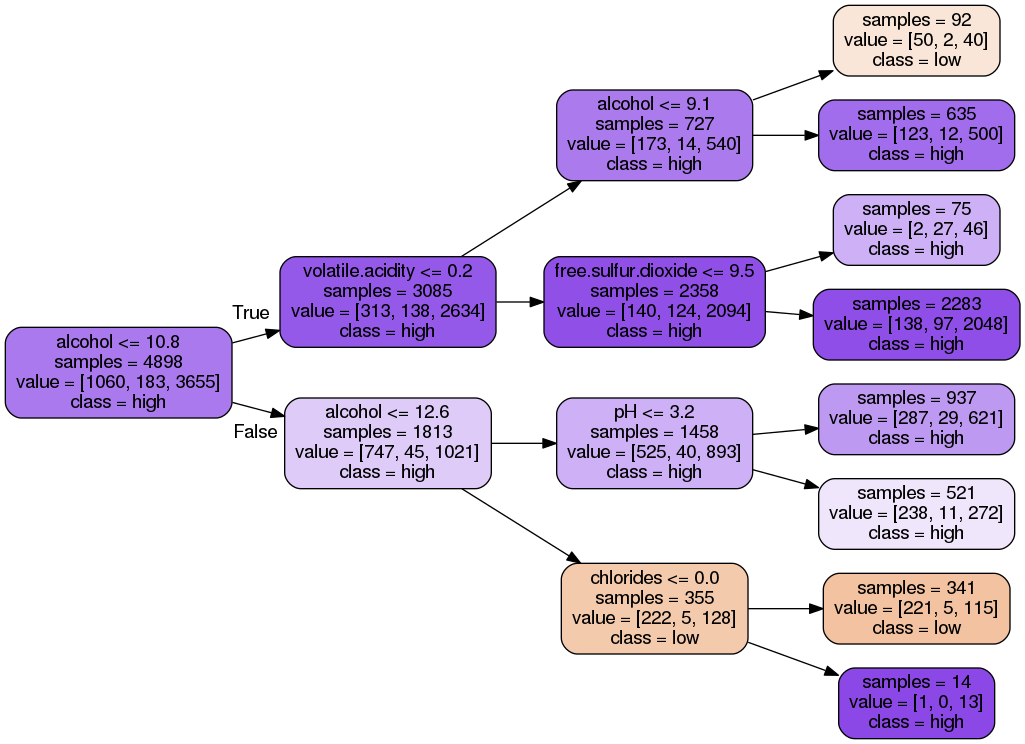 samples = 92
value = [50, 2, 40]
class = low
alcohol <= 9.1
samples = 727
value = [173, 14, 540]
class = high
samples = 635
value = [123, 12, 500]
class = high
samples = 75
value = [2, 27, 46]
class = high
volatile.acidity <= 0.2
samples = 3085
value = [313, 138, 2634]
class = high
free.sulfur.dioxide <= 9.5
samples = 2358
value = [140, 124, 2094]
class = high
samples = 2283
value = [138, 97, 2048]
class = high
True
alcohol <= 10.8
samples = 4898
value = [1060, 183, 3655]
class = high
False
alcohol <= 12.6
samples = 1813
value = [747, 45, 1021]
class = high
pH <= 3.2
samples = 1458
value = [525, 40, 893]
class = high
samples = 937
value = [287, 29, 621]
class = high
samples = 521
value = [238, 11, 272]
class = high
chlorides <= 0.0
samples = 355
value = [222, 5, 128]
class = low
samples = 341
value = [221, 5, 115]
class = low
samples = 14
value = [1, 0, 13]
class = high